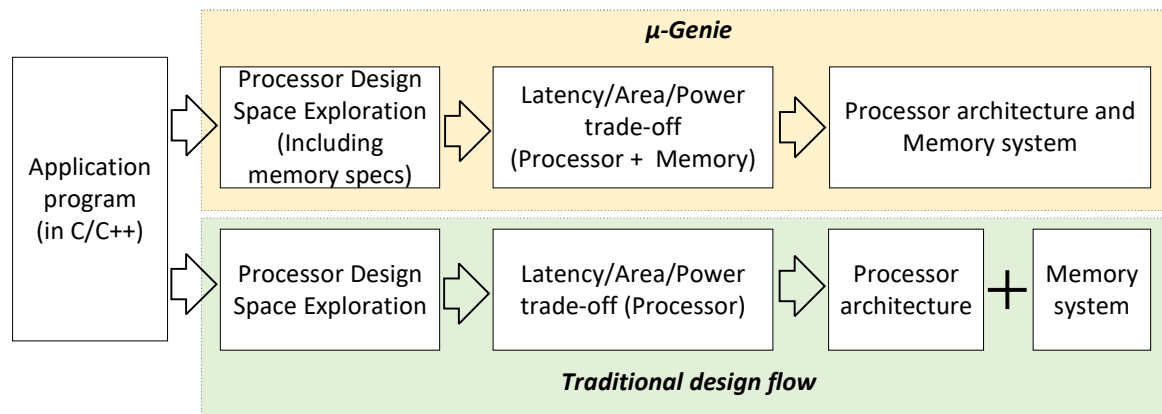 μ-Genie
Application
program
(in C/C++)
Processor Design
Space Exploration
(Including
memory specs)
Latency/Area/Power
trade-off
(Processor + Memory)
Processor architecture and
Memory system
Processor Design
Space Exploration
Latency/Area/Power
trade-off (Processor)
Processor
architecture
+
Memory
system
Traditional design flow